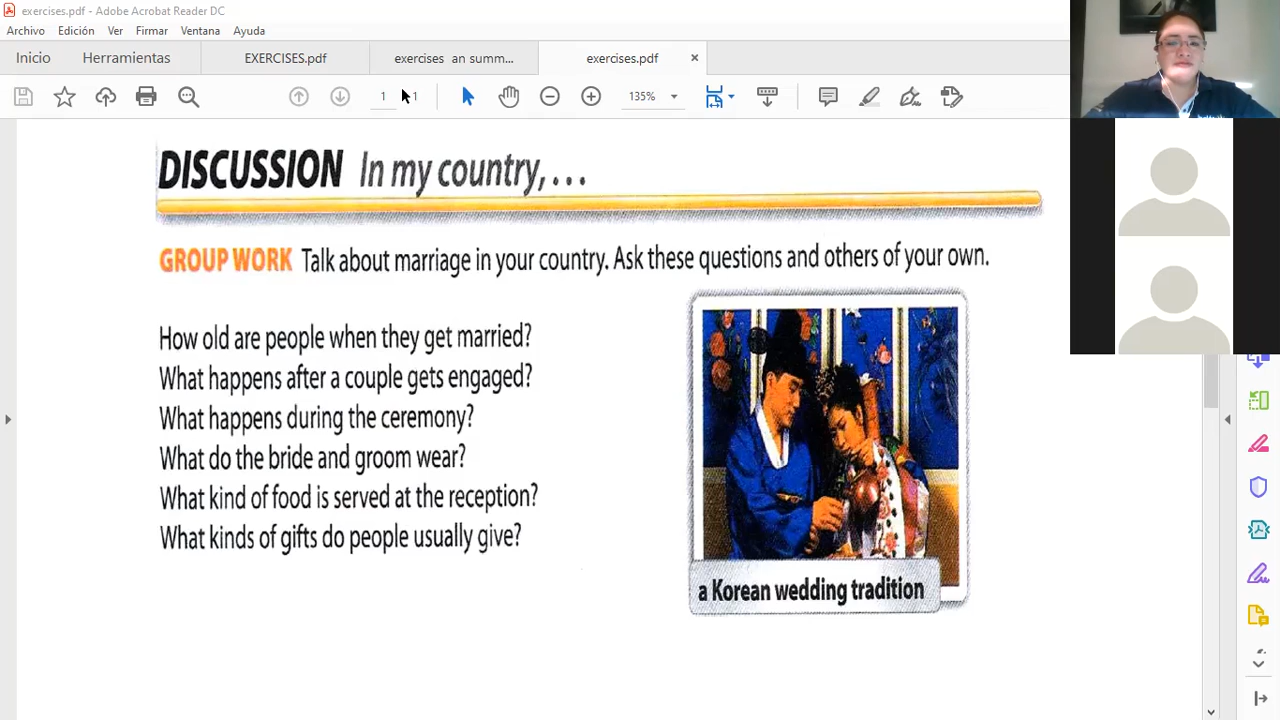 exercises.pdf - Adobe Acrobat Reader DC
Archivo Edición Ver Firmar Ventana Ayuda
Inicio Herramientas EXERCISES.pdf exercises an summ... exercises.pdf ×
1 1 135%
DISCUSSION In my country, ...
GROUP WORK Talk about marriage in your country. Ask these questions and others of your own.
How old are people when they get married?
What happens after a couple gets engaged?
What happens during the ceremony?
What do the bride and groom wear?
What kind of food is served at the reception?
What kinds of gifts do people usually give?
a Korean wedding tradition